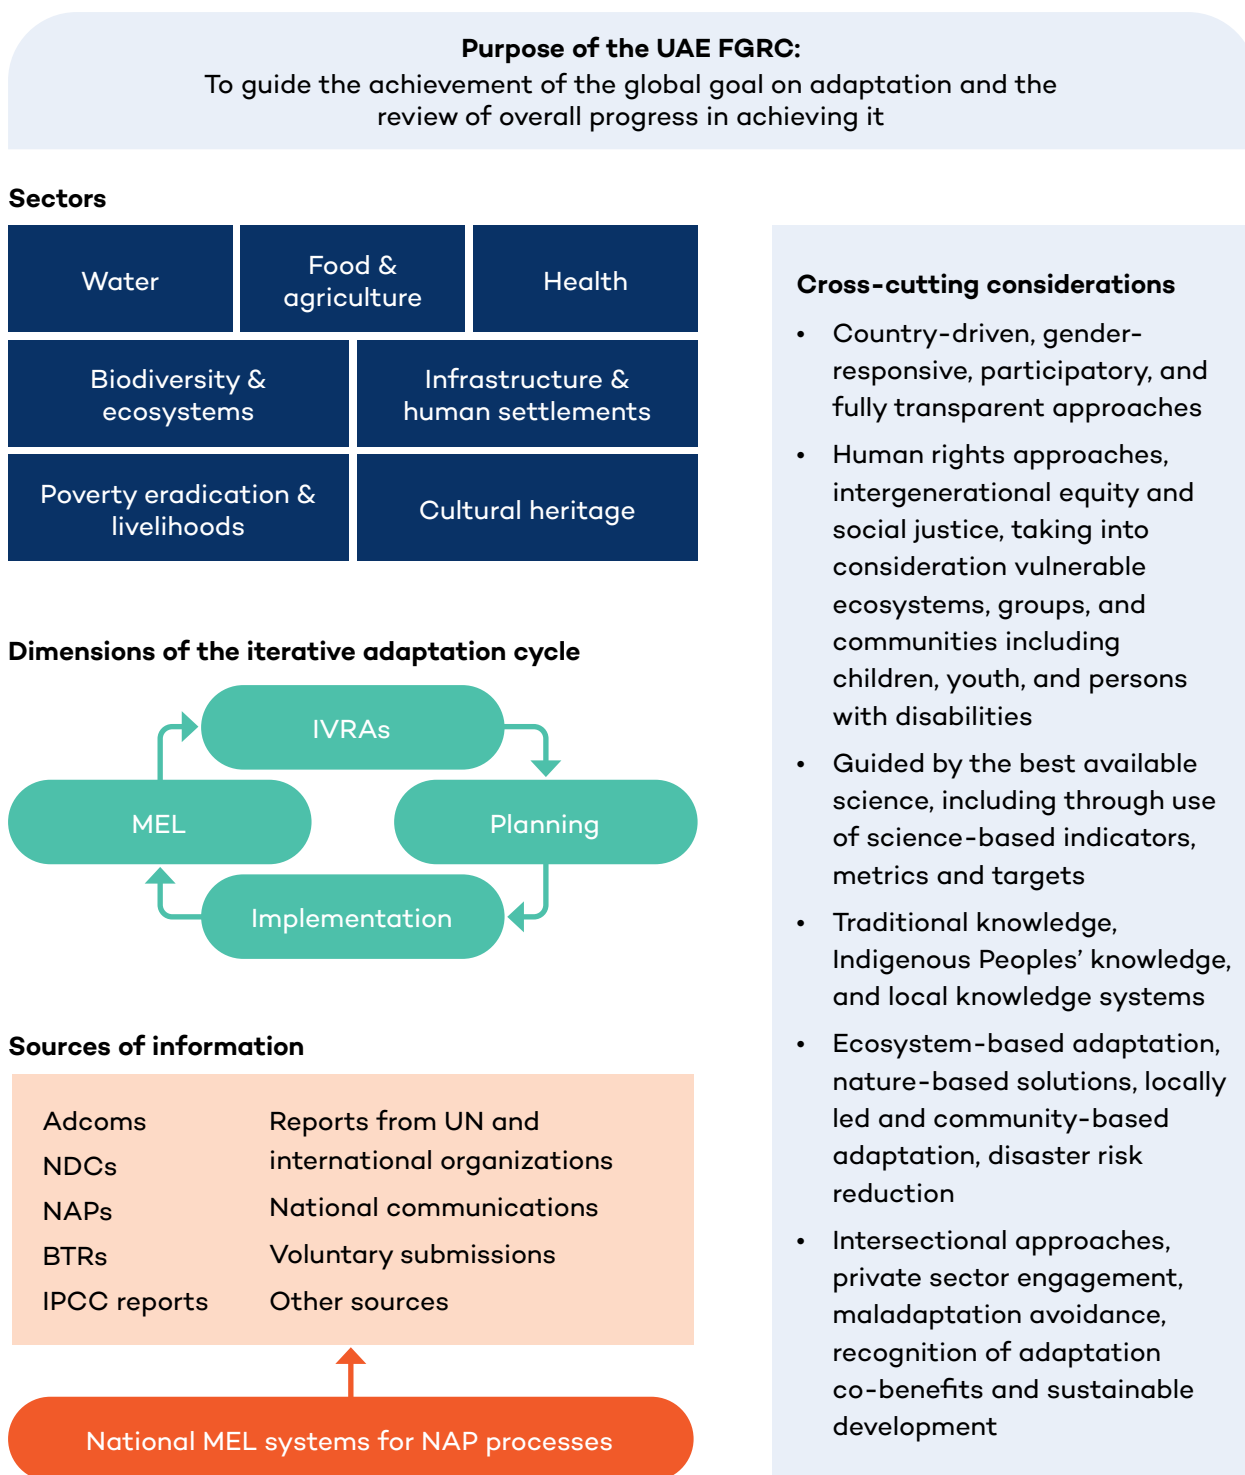 Purpose of the UAE FGRC:
To guide the achievement of the global goal on adaptation and the
review of overall progress in achieving it
Sectors
Water
Food &
agriculture
Health
Biodiversity &
ecosystems
Infrastructure &
human settlements
Poverty eradication &
livelihoods
Cultural heritage
Dimensions of the iterative adaptation cycle
IVRAs
MEL
Planning
Implementation
Sources of information
Adcoms
NDCs
NAPs
BTRs
IPCC reports
Reports from UN and
international organizations
National communications
Voluntary submissions
Other sources
National MEL systems for NAP processes
Cross-cutting considerations
• Country-driven, gender-
responsive, participatory, and
fully transparent approaches
• Human rights approaches,
intergenerational equity and
social justice, taking into
consideration vulnerable
ecosystems, groups, and
communities including
children, youth, and persons
with disabilities
• Guided by the best available
science, including through use
of science-based indicators,
metrics and targets
• Traditional knowledge,
Indigenous Peoples’ knowledge,
and local knowledge systems
• Ecosystem-based adaptation,
nature-based solutions, locally
led and community-based
adaptation, disaster risk
reduction
• Intersectional approaches,
private sector engagement,
maladaptation avoidance,
recognition of adaptation
co-benefits and sustainable
development